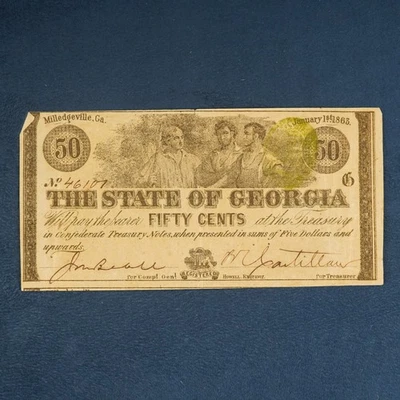 Milledgeville, Ga. January 1st 1863.
50 50
No 46101 G
THE STATE OF GEORGIA
Will pay the bearer FIFTY CENTS at the Treasury
in Confederate Treasury Notes, when presented in sums of Five Dollars and
upwards.
For Compt Genl Howell, Engraver. For Treasurer